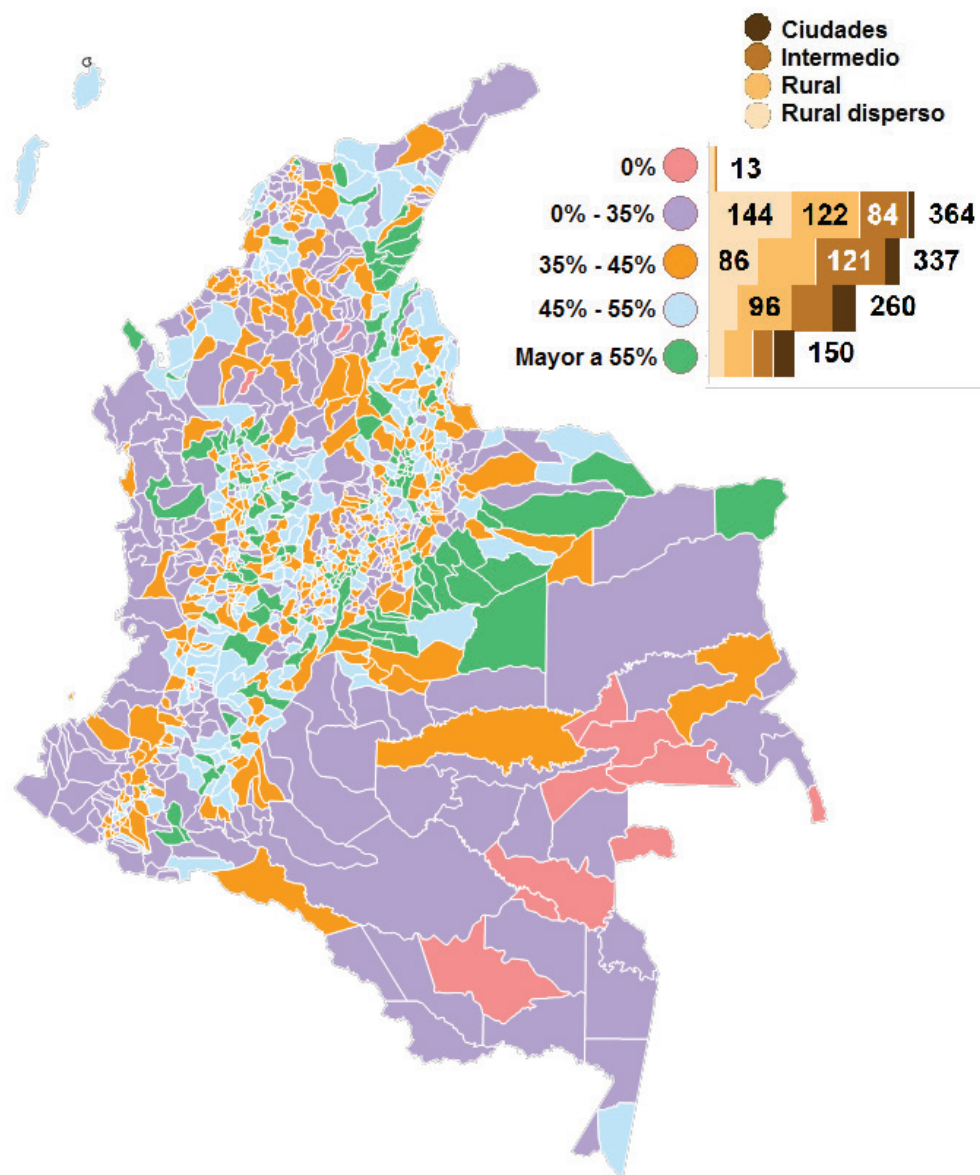 Ciudades
Intermedio
Rural
Rural disperso
0% 13
0% - 35% 144 122 84 364
35% - 45% 86 121 337
45% - 55% 96 260
Mayor a 55% 150